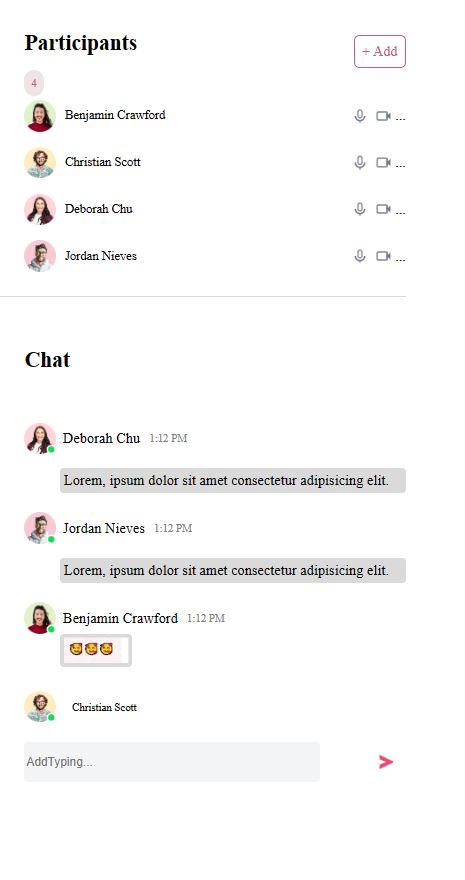 Participants
+ Add
4
Benjamin Crawford ...
Christian Scott ...
Deborah Chu ...
Jordan Nieves ...
Chat
Deborah Chu 1:12 PM
Lorem, ipsum dolor sit amet consectetur adipisicing elit.
Jordan Nieves 1:12 PM
Lorem, ipsum dolor sit amet consectetur adipisicing elit.
Benjamin Crawford 1:12 PM
🥰🥰🥰
Christian Scott
AddTyping...